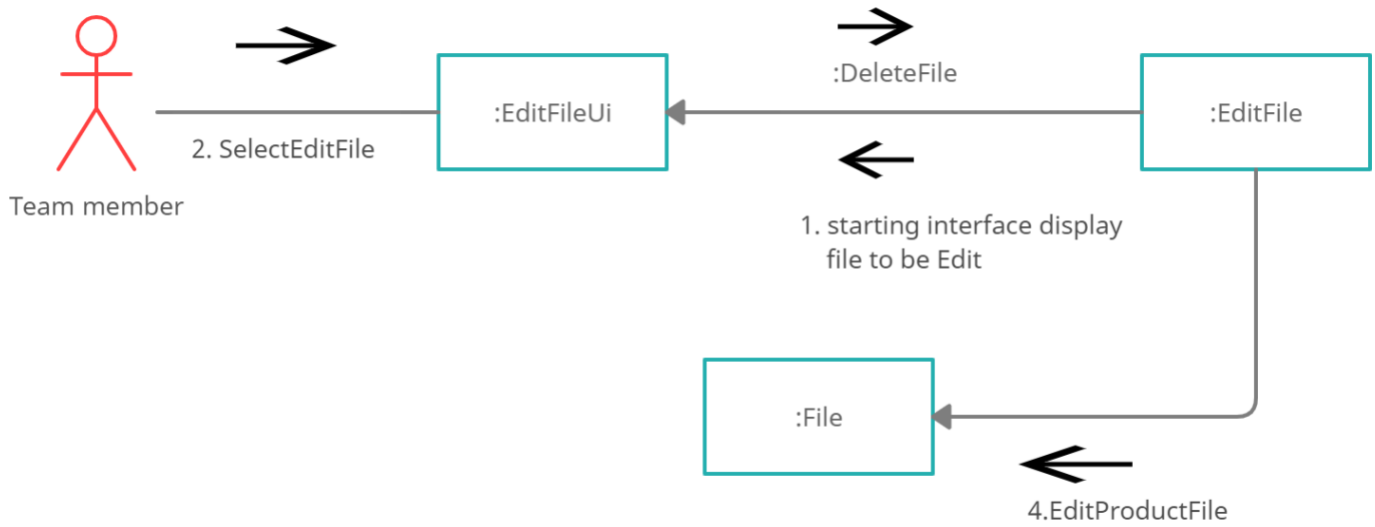 :DeleteFile
:EditFileUi
:EditFile
2. SelectEditFile
Team member
1. starting interface display
file to be Edit
:File
4.EditProductFile